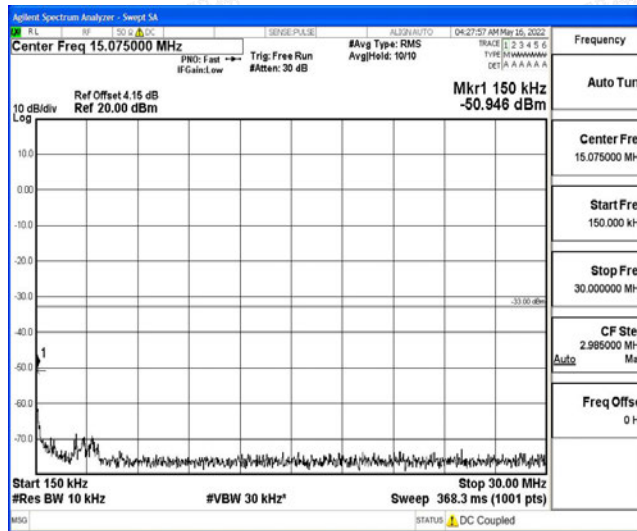 Agilent Spectrum Analyzer - Swept SA
RL RF 50 Ω DC SENSE:PULSE ALIGN AUTO 04:27:57 AM May 16, 2022
Center Freq 15.075000 MHz
PNO: Fast
IFGain:Low
Trig: Free Run
#Atten: 30 dB
#Avg Type: RMS
Avg|Hold: 10/10
TRACE 1 2 3 4 5 6
TYPE M WWWWW
DET A A A A A A
Frequency
Auto Tun
Center Fre
15.075000 MH
Start Fre
150.000 kH
Stop Fre
30.000000 MH
CF Ste
2.985000 MH
Auto Ma
Freq Offs
0 H
Mkr1 150 kHz
-50.946 dBm
Ref Offset 4.15 dB
10 dB/div Ref 20.00 dBm
Log
10.0
0.00
-10.0
-20.0
-30.0
-33.00 dBm
-40.0
1
-50.0
-60.0
-70.0
Start 150 kHz Stop 30.00 MHz
#Res BW 10 kHz #VBW 30 kHz* Sweep 368.3 ms (1001 pts)
MSG STATUS DC Coupled